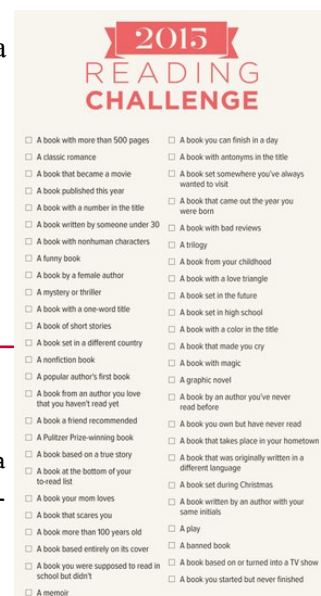 a
2015
READING
CHALLENGE
A book with more than 500 pages
A classic romance
A book that became a movie
A book published this year
A book with a number in the title
A book written by someone under 30
A book with nonhuman characters
A funny book
A book by a female author
A mystery or thriller
A book with a one-word title
A book of short stories
A book set in a different country
A nonfiction book
A popular author's first book
A book from an author you love
that you haven't read yet
A book a friend recommended
A Pulitzer Prize-winning book
A book based on a true story
A book at the bottom of your
to-read list
A book your mom loves
A book that scares you
A book more than 100 years old
A book based entirely on its cover
A book you were supposed to read in
school but didn't
A memoir
A book you can finish in a day
A book with antonyms in the title
A book set somewhere you've always
wanted to visit
A book that came out the year you
were born
A book with bad reviews
A trilogy
A book from your childhood
A book with a love triangle
A book set in the future
A book set in high school
A book with a color in the title
A book that made you cry
A book with magic
A graphic novel
A book by an author you've never
read before
A book you own but have never read
A book that takes place in your hometown
A book that was originally written in a
different language
A book set during Christmas
A book written by an author with your
same initials
A play
A banned book
A book based on or turned into a TV show
A book you started but never finished
a
-